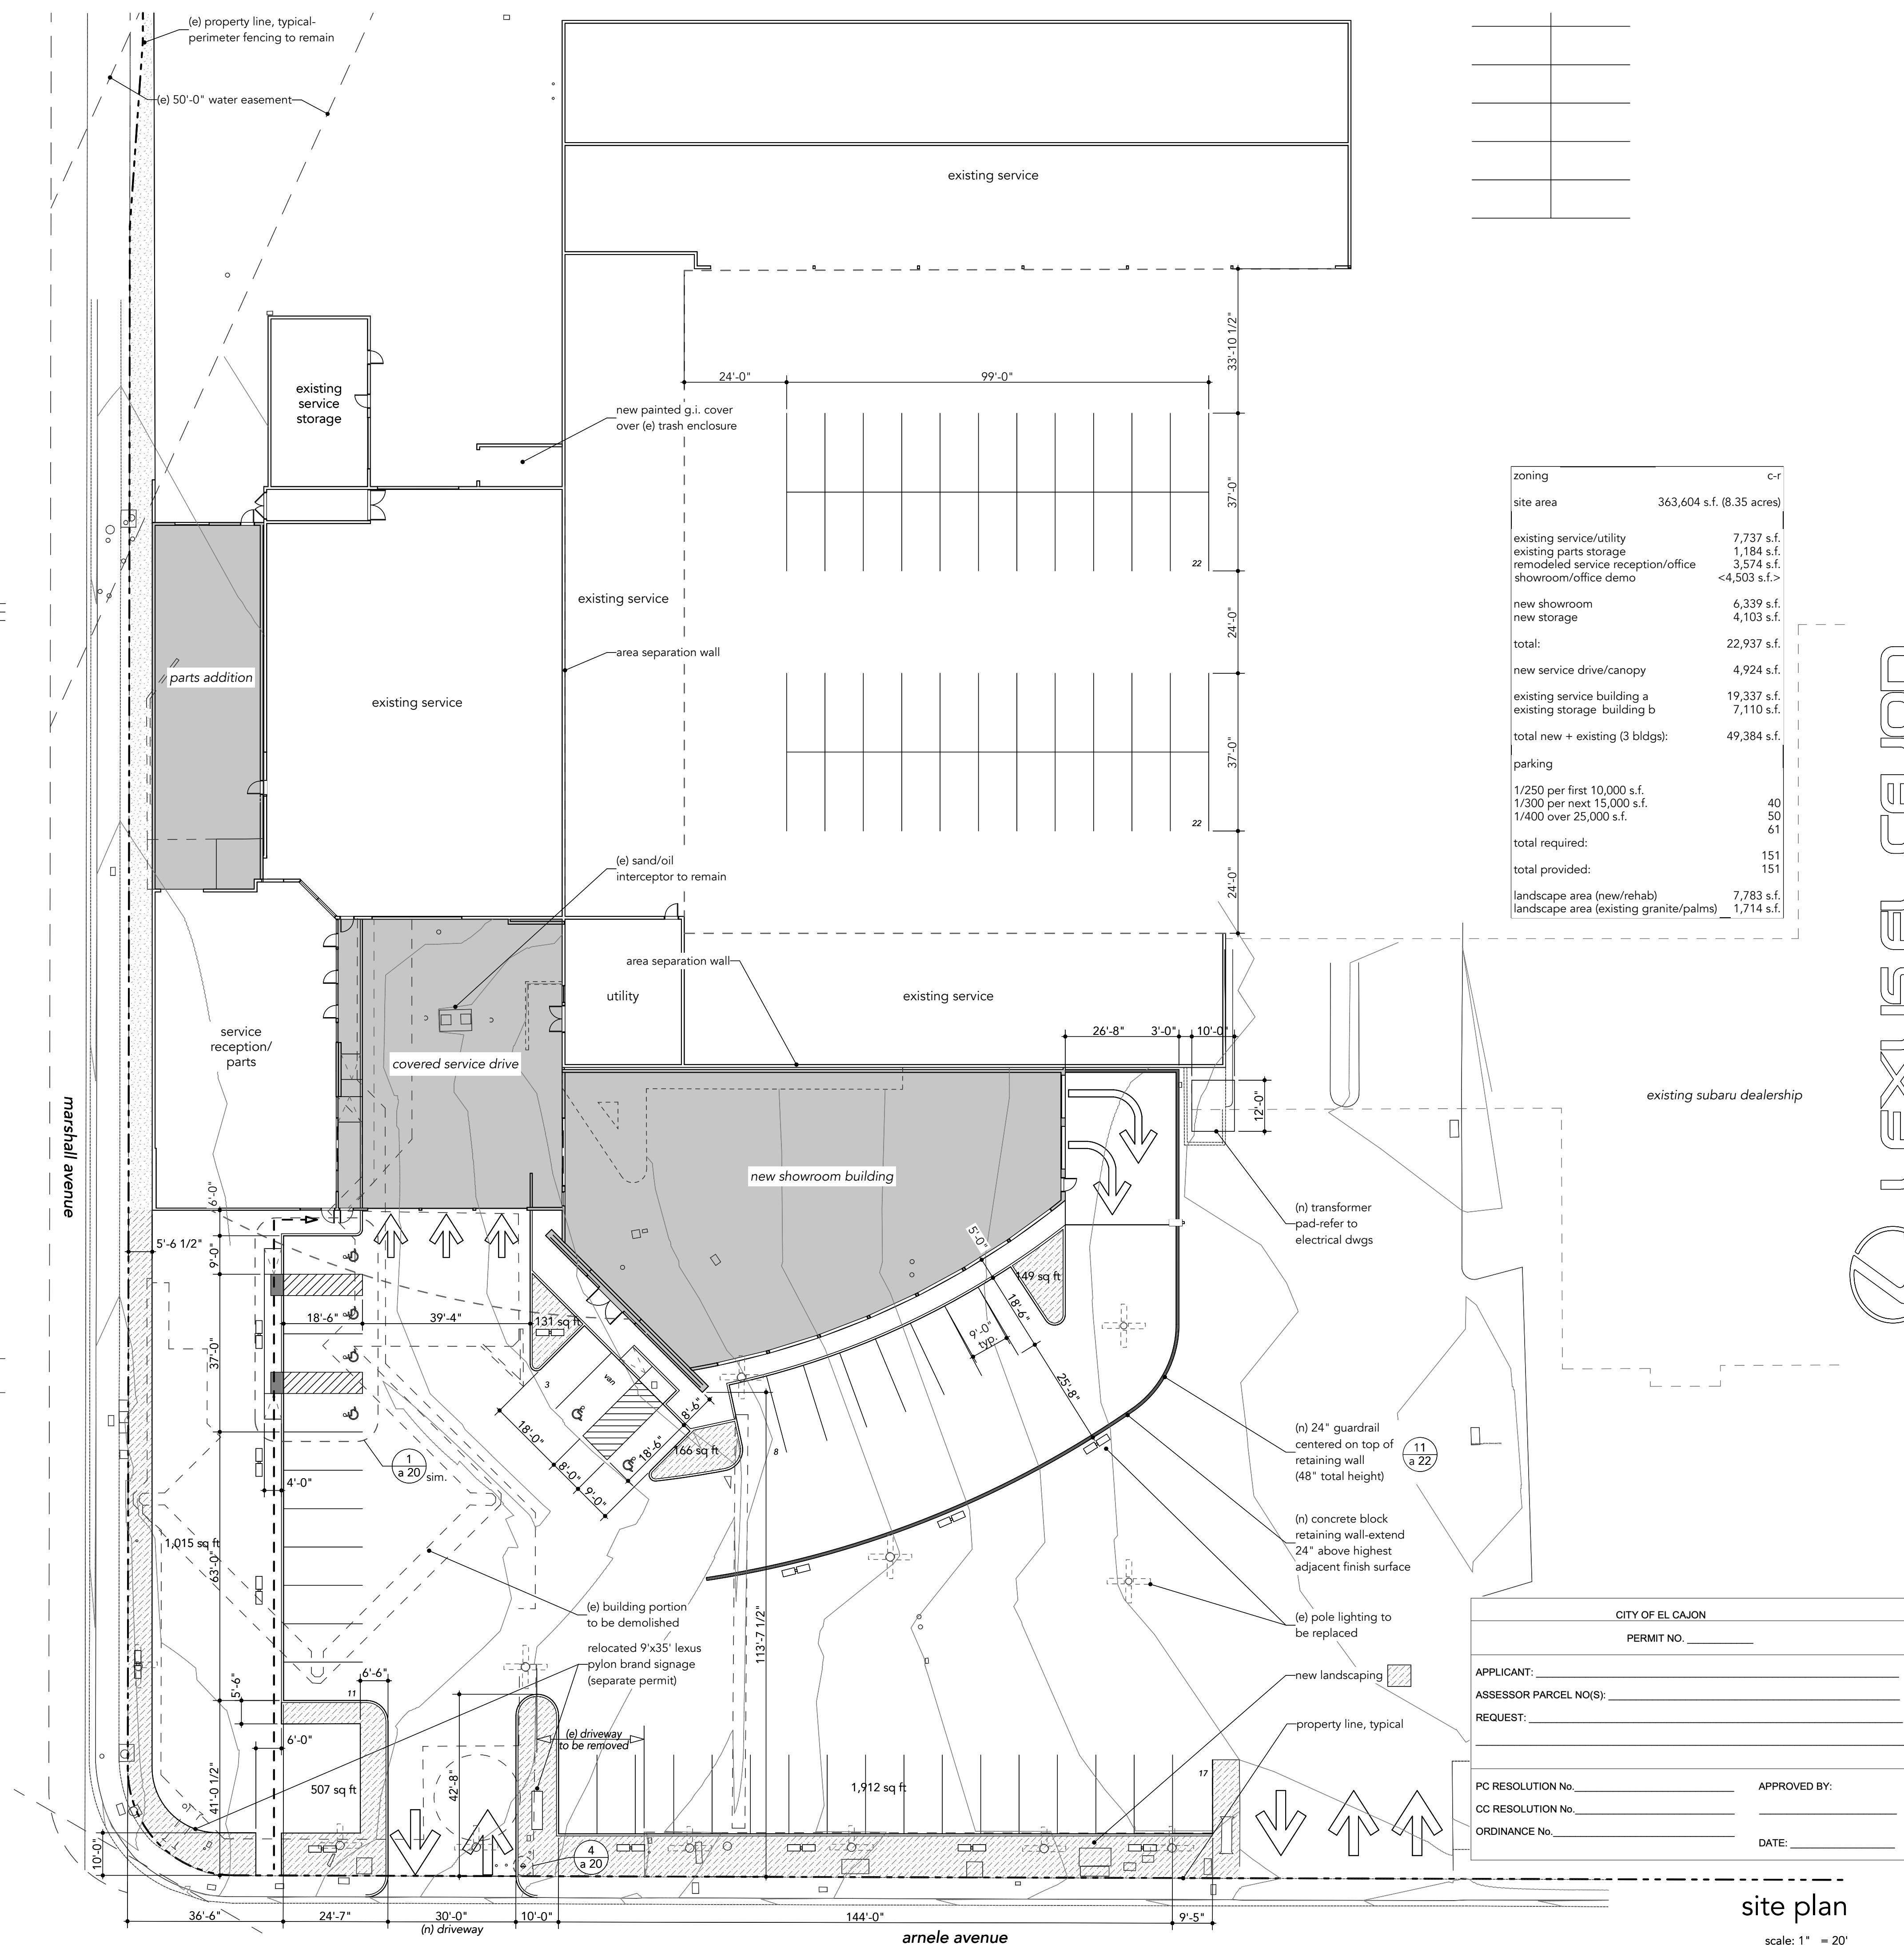 (e) property line, typical-
perimeter fencing to remain
(e) 50'-0" water easement
existing service
33'-10 1/2"
24'-0"
99'-0"
existing
service
storage
new painted g.i. cover
over (e) trash enclosure
37'-0"
22
existing service
24'-0"
area separation wall
parts addition
existing service
37'-0"
22
(e) sand/oil
interceptor to remain
24'-0"
zoning c-r
site area 363,604 s.f. (8.35 acres)
existing service/utility 7,737 s.f.
existing parts storage 1,184 s.f.
remodeled service reception/office 3,574 s.f.
showroom/office demo <4,503 s.f.>
new showroom 6,339 s.f.
new storage 4,103 s.f.
total: 22,937 s.f.
new service drive/canopy 4,924 s.f.
existing service building a 19,337 s.f.
existing storage building b 7,110 s.f.
total new + existing (3 bldgs): 49,384 s.f.
parking
1/250 per first 10,000 s.f.
1/300 per next 15,000 s.f. 40
1/400 over 25,000 s.f. 50
61
total required:
151
total provided: 151
landscape area (new/rehab) 7,783 s.f.
landscape area (existing granite/palms) 1,714 s.f.
area separation wall
utility
existing service
service
reception/
parts
covered service drive
26'-8" 3'-0" 10'-0"
12'-0"
existing subaru dealership
marshall avenue
new showroom building
(n) transformer
pad-refer to
electrical dwgs
6'-0"
5'-6 1/2"
9'-0"
18'-6"
39'-4"
131 sq ft
5'-0"
149 sq ft
18'-6"
9'-0"
typ.
25'-8"
37'-0"
3
van
18'-0"
8'-0"
9'-0"
18'-6"
8'-6"
166 sq ft
8
1
a 20
sim.
4'-0"
(n) 24" guardrail
centered on top of
retaining wall
(48" total height)
11
a 22
(n) concrete block
retaining wall-extend
24" above highest
adjacent finish surface
1,015 sq ft
63'-0"
(e) building portion
to be demolished
relocated 9'x35' lexus
pylon brand signage
(separate permit)
113'-7 1/2"
(e) pole lighting to
be replaced
new landscaping
property line, typical
5'-6"
11
6'-6"
6'-0"
41'-0 1/2"
507 sq ft
42'-8"
(e) driveway
to be removed
1,912 sq ft
17
10'-0"
4
a 20
36'-6"
24'-7"
30'-0"
(n) driveway
10'-0"
144'-0"
9'-5"
arnele avenue
CITY OF EL CAJON
PERMIT NO.
APPLICANT:
ASSESSOR PARCEL NO(S):
REQUEST:
PC RESOLUTION No. APPROVED BY:
CC RESOLUTION No.
ORDINANCE No.
DATE:
site plan
scale: 1" = 20'
LEXUS el cajon